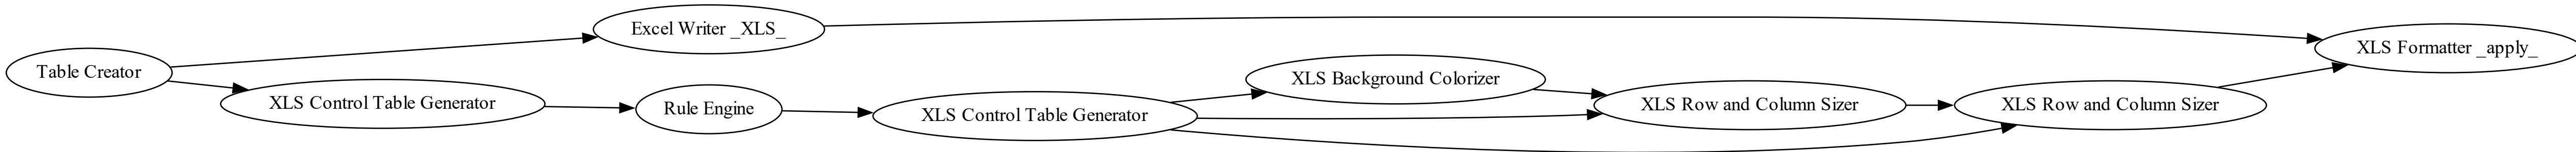 Table Creator
Excel Writer _XLS_
XLS Control Table Generator
Rule Engine
XLS Control Table Generator
XLS Background Colorizer
XLS Row and Column Sizer
XLS Row and Column Sizer
XLS Formatter _apply_